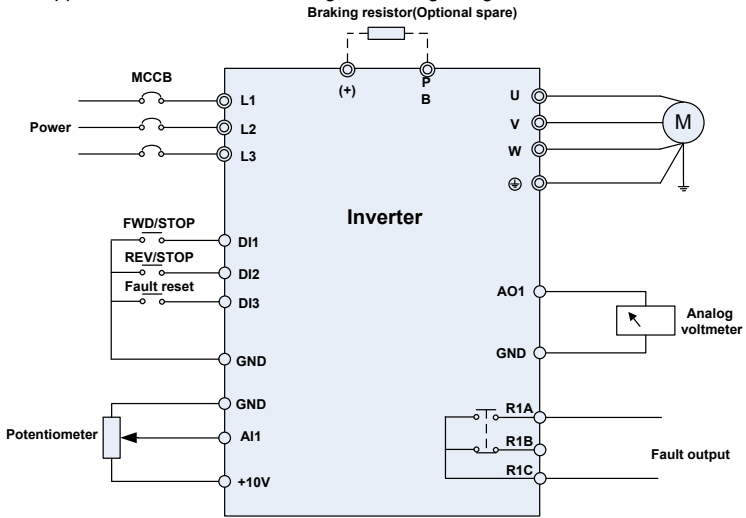 Braking resistor(Optional spare)
(+)
P
B
MCCB
Power
L1
L2
L3
U
V
W
M
Inverter
FWD/STOP
DI1
REV/STOP
DI2
Fault reset
DI3
GND
AO1
Analog
voltmeter
GND
GND
Potentiometer
AI1
+10V
R1A
R1B
R1C
Fault output